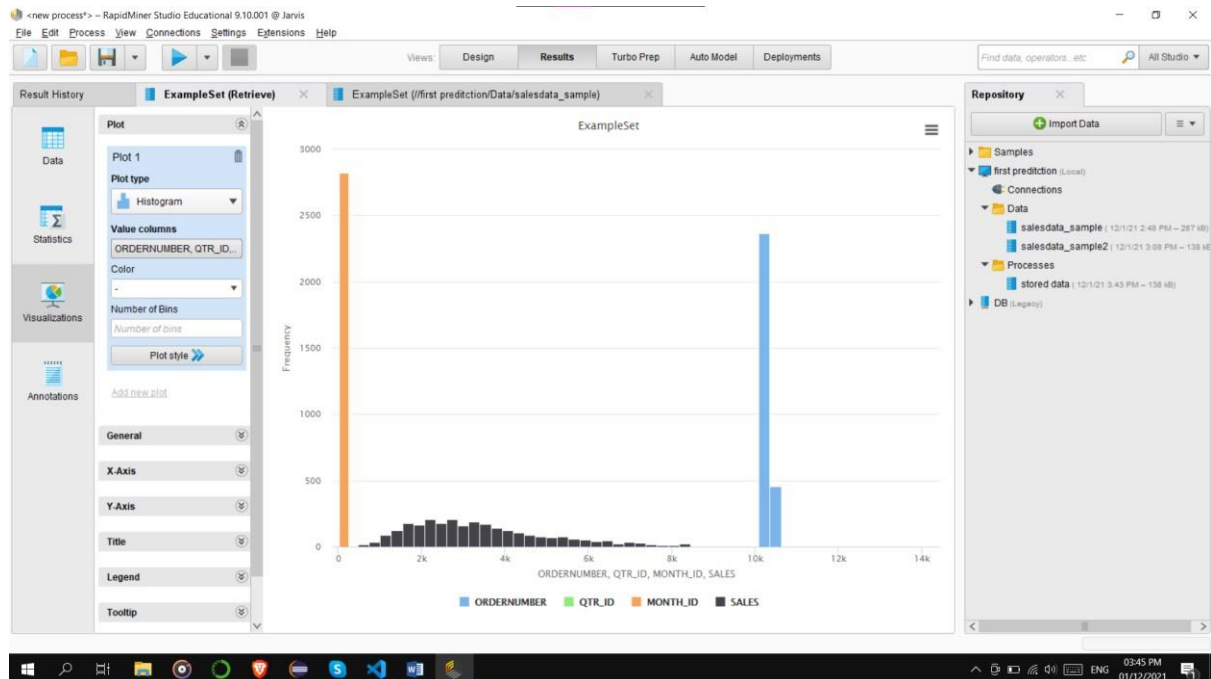 <new process*> – RapidMiner Studio Educational 9.10.001 @ Jarvis
File Edit Process View Connections Settings Extensions Help
Views: Design Results Turbo Prep Auto Model Deployments
Find data, operators...etc All Studio
Result History ExampleSet (Retrieve) ExampleSet (//first preditction/Data/salesdata_sample)
Repository
Data
Statistics
Visualizations
Annotations
Plot
Plot 1
Plot type
Histogram
Value columns
ORDERNUMBER, QTR_ID,...
Color
-
Number of Bins
Number of bins
Plot style
Add new plot
General
X-Axis
Y-Axis
Title
Legend
Tooltip
ExampleSet
3000
2500
2000
1500
1000
500
0
Frequency
0 2k 4k 6k 8k 10k 12k 14k
ORDERNUMBER, QTR_ID, MONTH_ID, SALES
ORDERNUMBER QTR_ID MONTH_ID SALES
Import Data
Samples
first preditction (Local)
Connections
Data
salesdata_sample ( 12/1/21 2:48 PM – 287 kB)
salesdata_sample2 ( 12/1/21 3:08 PM – 138 kB
Processes
stored data ( 12/1/21 3:43 PM – 138 kB)
DB (Legacy)
ENG
03:45 PM
01/12/2021